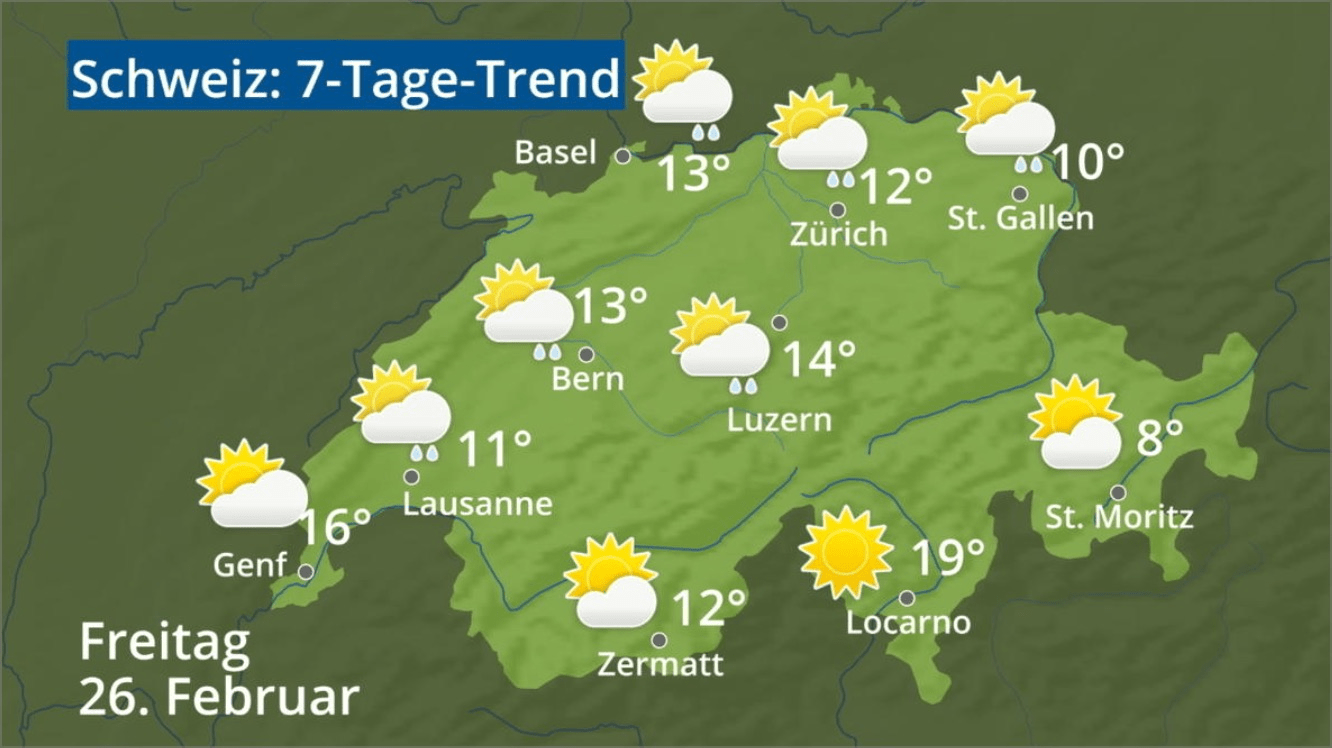 Schweiz: 7-Tage-Trend
Basel
13°
12°
Zürich
10°
St. Gallen
13°
Bern
14°
Luzern
11°
Lausanne
8°
St. Moritz
16°
Genf
12°
Zermatt
19°
Locarno
Freitag
26. Februar